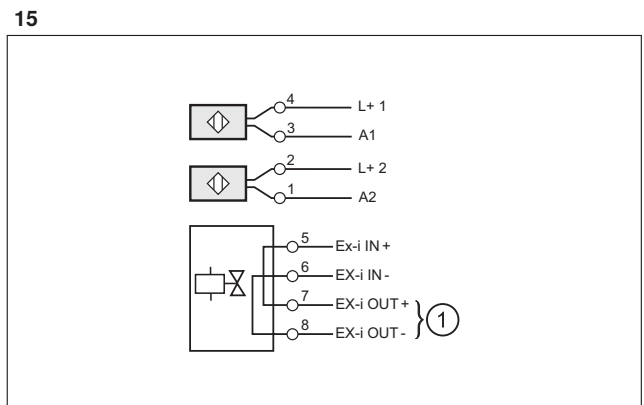 15
4 L+ 1
3 A1
2 L+ 2
1 A2
5 Ex-i IN+
6 EX-i IN-
7 EX-i OUT+
8 EX-i OUT-
1